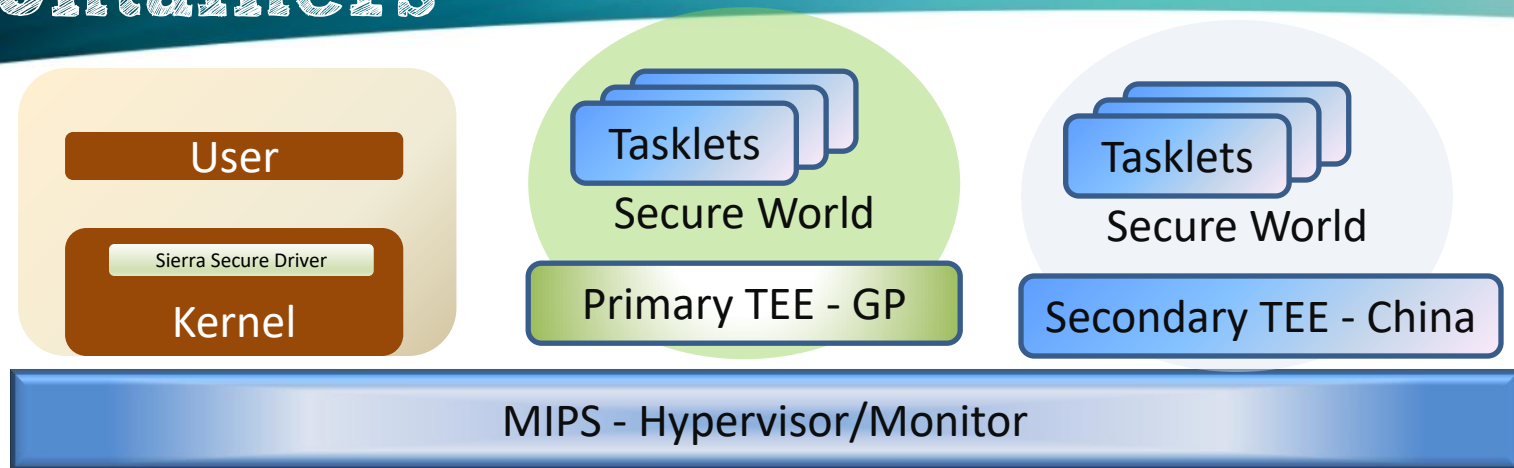 ontainers
User
Sierra Secure Driver
Kernel
Tasklets
Secure World
Primary TEE - GP
Tasklets
Secure World
Secondary TEE - China
MIPS - Hypervisor/Monitor